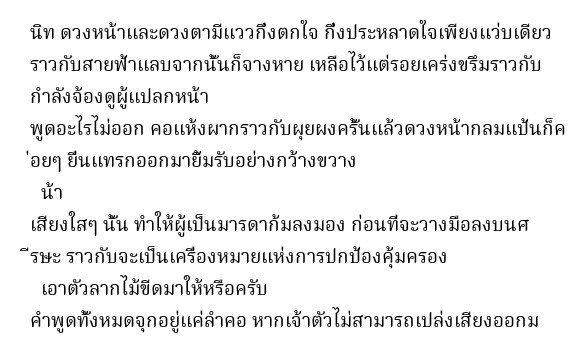 นิท ดวงหน้าและดวงตามีแววกึ่งตกใจ กึ่งประหลาดใจเพียงแว่บเดียว
ราวกับสายฟ้าแลบจากนั้นก็จางหาย เหลือไว้แต่รอยเคร่งขรึมราวกับ
กำลังจ้องดูผู้แปลกหน้า
พูดอะไรไม่ออก คอแห้งผากราวกับผุยผงครั้นแล้วดวงหน้ากลมแป้นก็ค
่อยๆ ยื่นแทรกออกมายิ้มรับอย่างกว้างขวาง
น้า
เสียงใสๆ นั้น ทำให้ผู้เป็นมารดาก้มลงมอง ก่อนที่จะวางมือลงบนศ
ีรษะ ราวกับจะเป็นเครื่องหมายแห่งการปกป้องคุ้มครอง
เอาตัวลากไม้ขีดมาให้หรือครับ
คำพูดทั้งหมดจุกอยู่แค่ลำคอ หากเจ้าตัวไม่สามารถเปล่งเสียงออกม